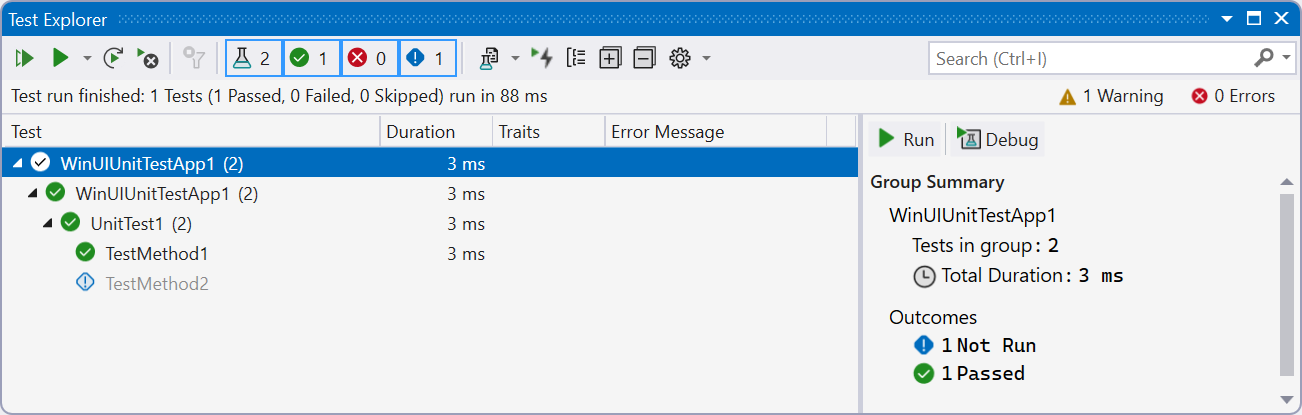 Test Explorer
2 1 0 1 Search (Ctrl+I)
Test run finished: 1 Tests (1 Passed, 0 Failed, 0 Skipped) run in 88 ms 1 Warning 0 Errors
Test Duration Traits Error Message
WinUIUnitTestApp1 (2) 3 ms
WinUIUnitTestApp1 (2) 3 ms
UnitTest1 (2) 3 ms
TestMethod1 3 ms
TestMethod2
Run Debug
Group Summary
WinUIUnitTestApp1
Tests in group: 2
Total Duration: 3 ms
Outcomes
1 Not Run
1 Passed